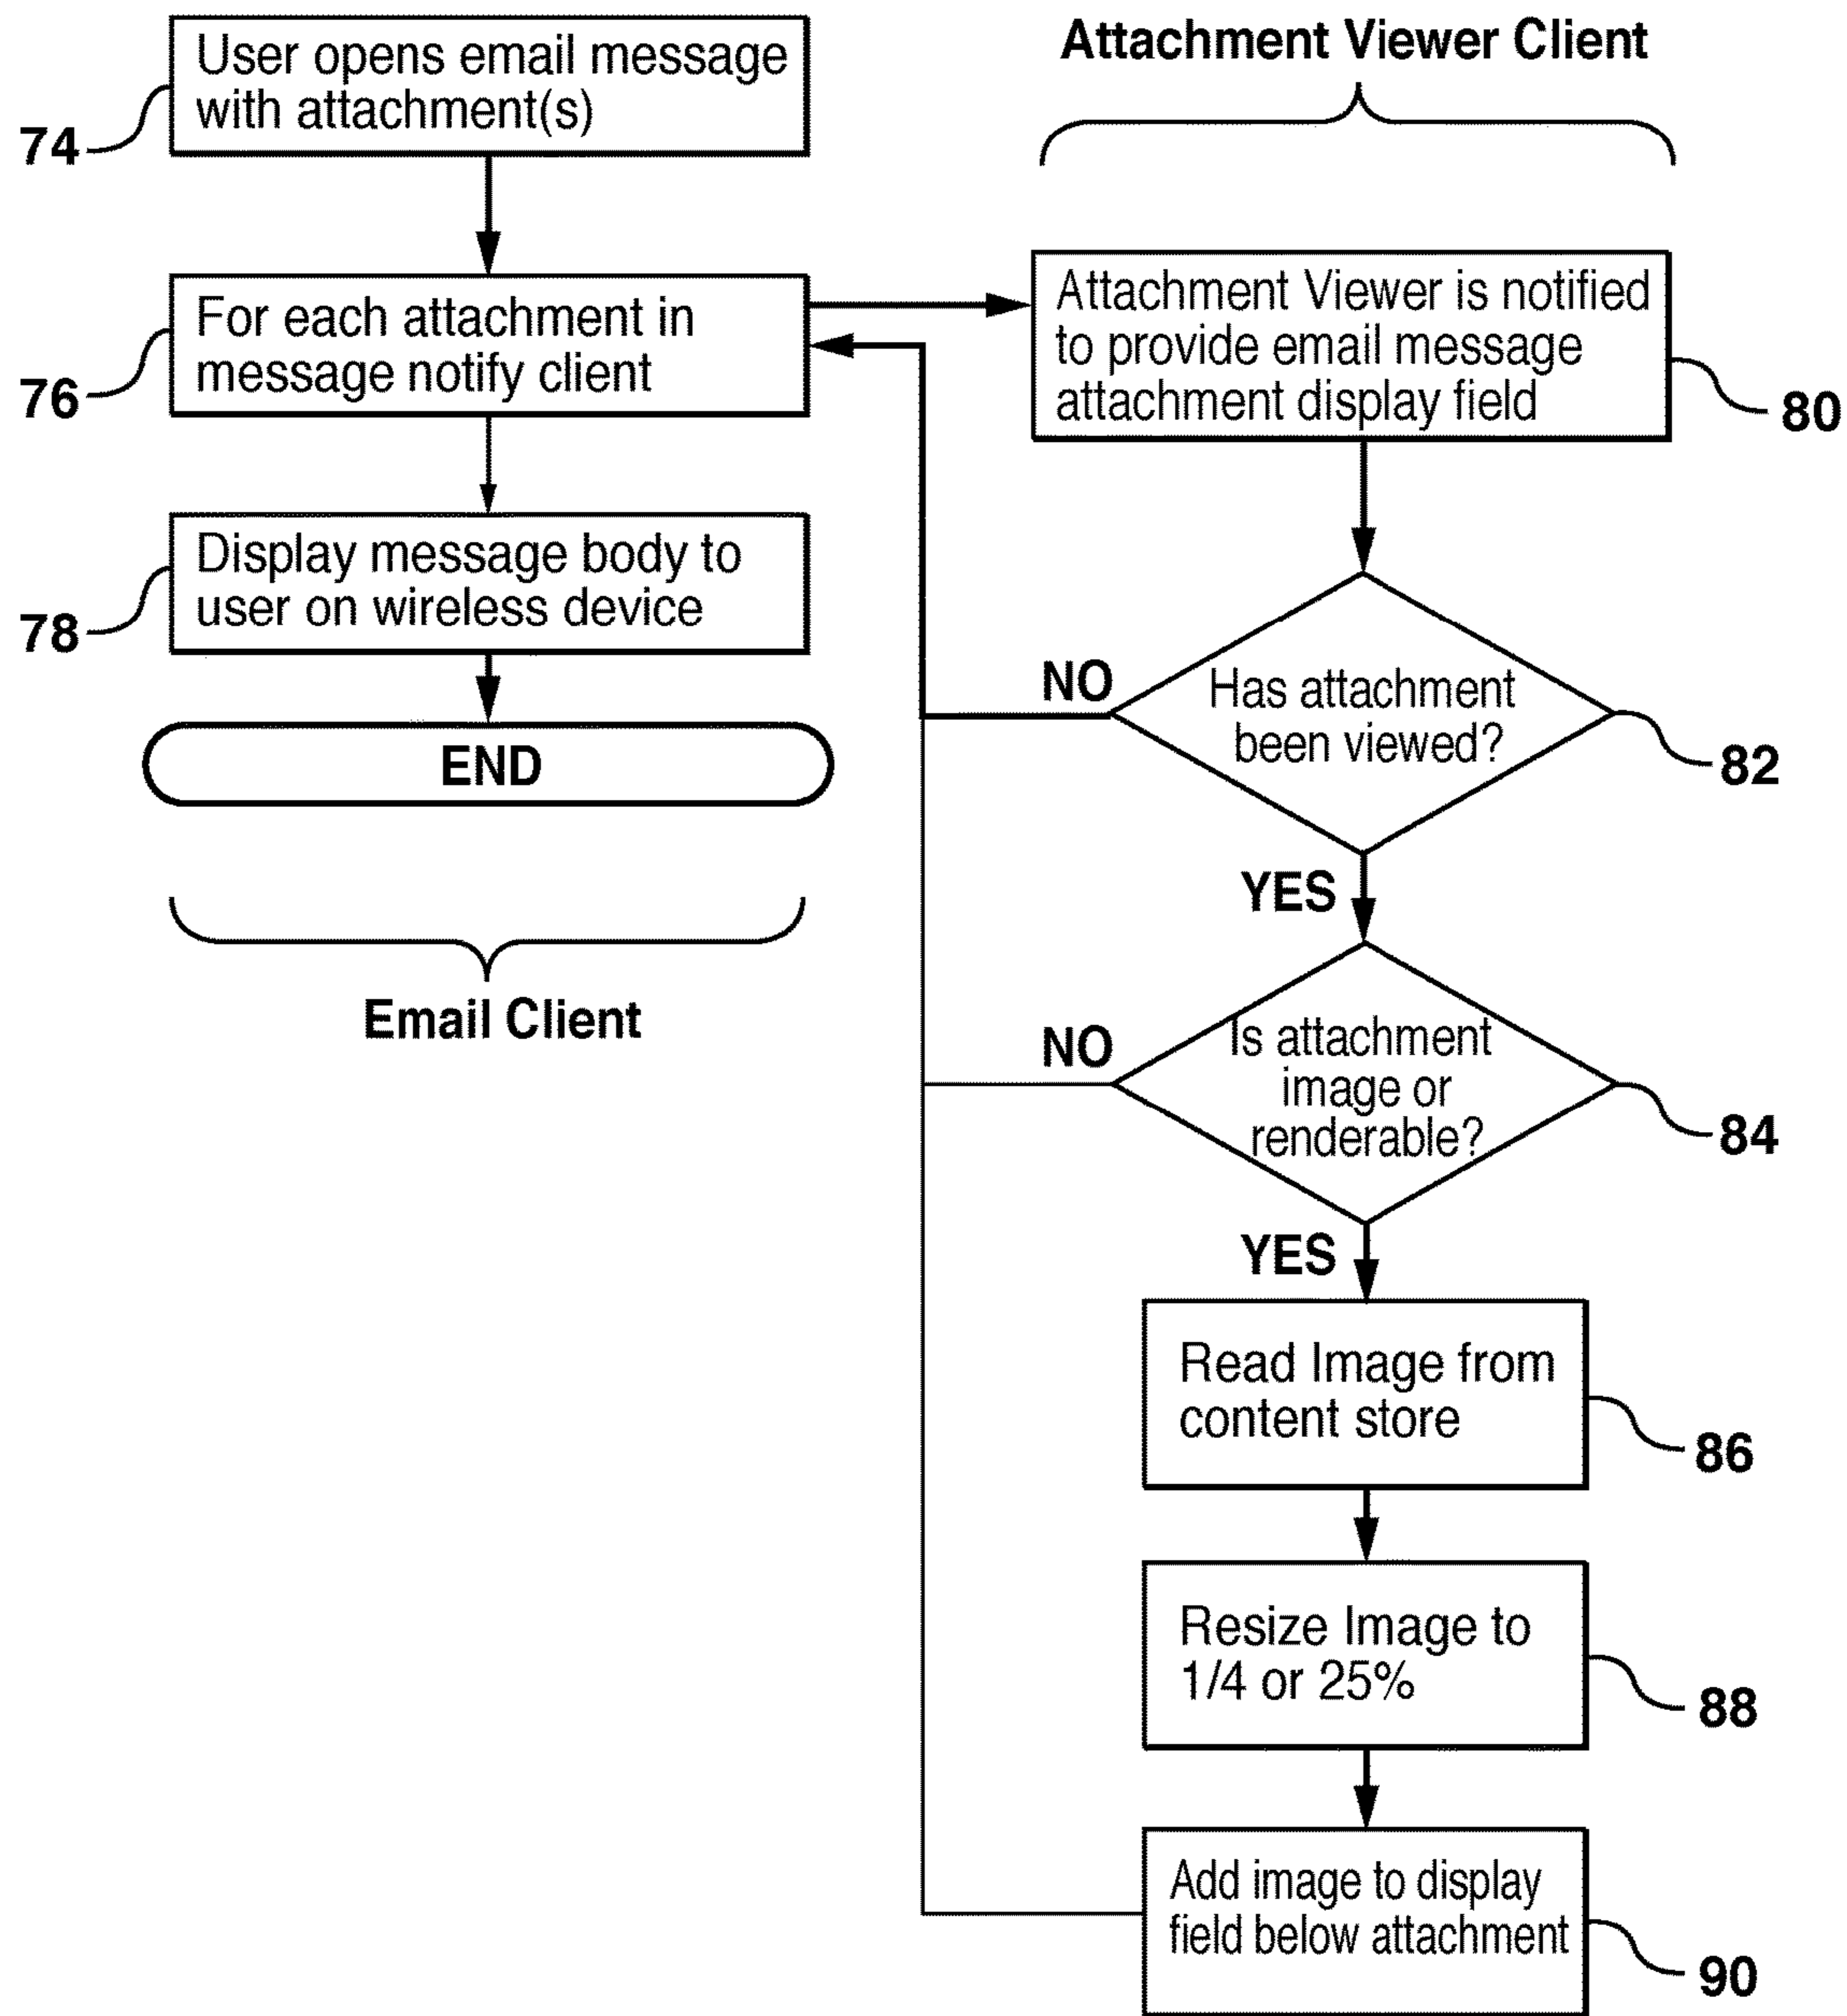 User opens email message
with attachment(s)
74
For each attachment in
message notify client
76
Display message body to
user on wireless device
78
END
Email Client
Attachment Viewer Client
Attachment Viewer is notified
to provide email message
attachment display field
80
Has attachment
been viewed?
82
NO
YES
Is attachment
image or
renderable?
84
NO
YES
Read Image from
content store
86
Resize Image to
1/4 or 25%
88
Add image to display
field below attachment
90